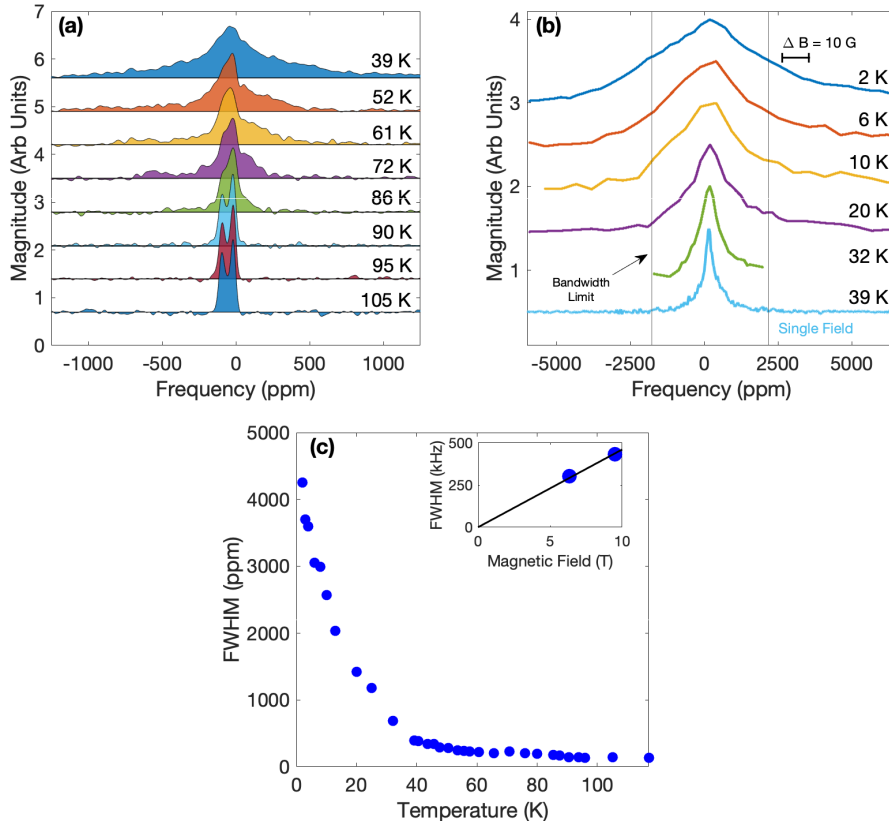 (a)
7
6
5
4
3
2
1
0
Magnitude (Arb Units)
39 K
52 K
61 K
72 K
86 K
90 K
95 K
105 K
-1000 -500 0 500 1000
Frequency (ppm)
(b)
4
3
2
1
Magnitude (Arb Units)
Δ B = 10 G
2 K
6 K
10 K
20 K
32 K
39 K
Bandwidth
Limit
Single Field
-5000 -2500 0 2500 5000
Frequency (ppm)
(c)
5000
4000
3000
2000
1000
0
FWHM (ppm)
0 20 40 60 80 100
Temperature (K)
500
250
0
FWHM (kHz)
0 5 10
Magnetic Field (T)